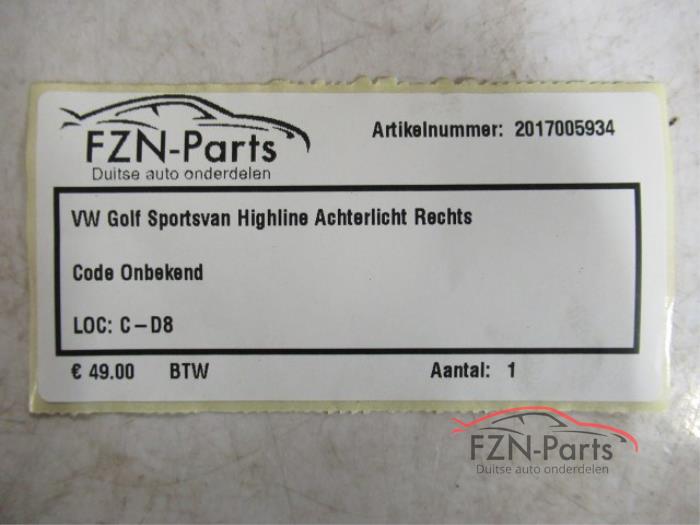 FZN-Parts
Duitse auto onderdelen
Artikelnummer: 2017005934
VW Golf Sportsvan Highline Achterlicht Rechts
Code Onbekend
LOC: C-D8
€ 49.00 BTW Aantal: 1
FZN-Parts
Duitse auto onderdelen